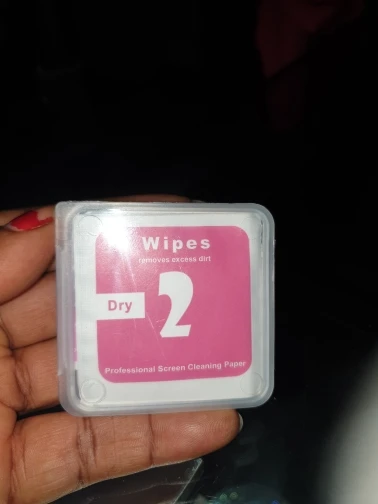 Wipes
removes excess dirt
Dry
2
Professional Screen Cleaning Paper